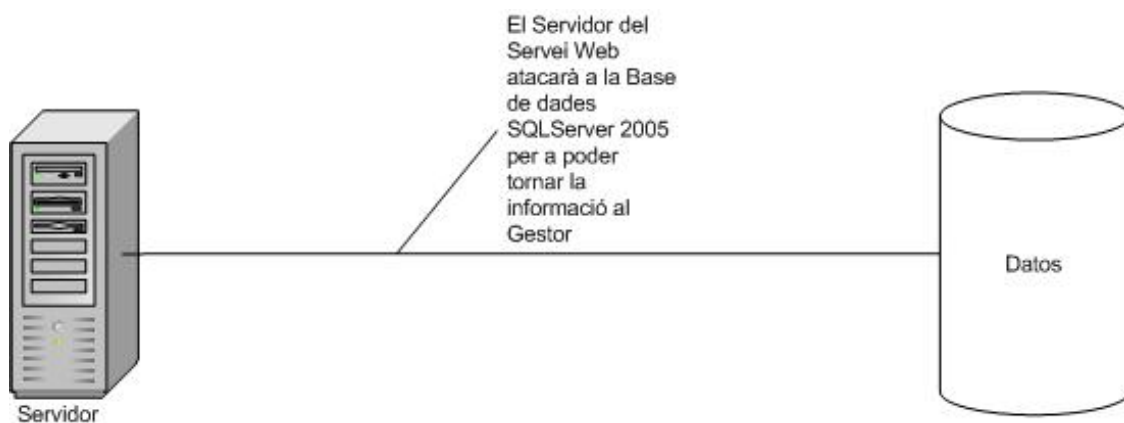 El Servidor del
Servei Web
atacarà a la Base
de dades
SQLServer 2005
per a poder
tornar la
informació al
Gestor
Datos
Servidor